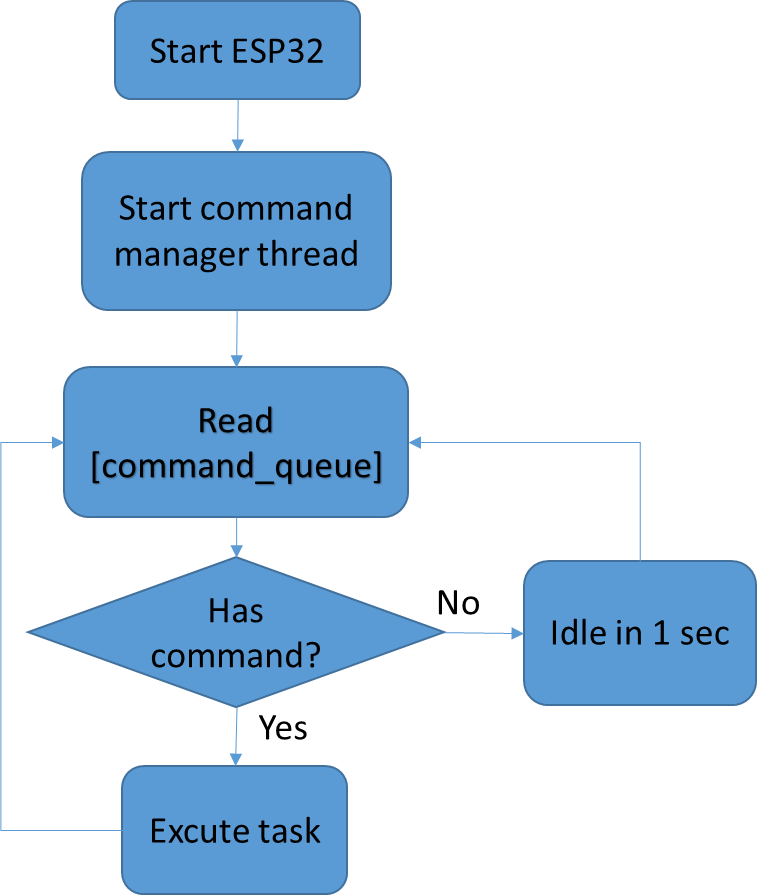 Start ESP32
Start command
manager thread
Read
[command_queue]
Has
command?
No
Idle in 1 sec
Yes
Excute task